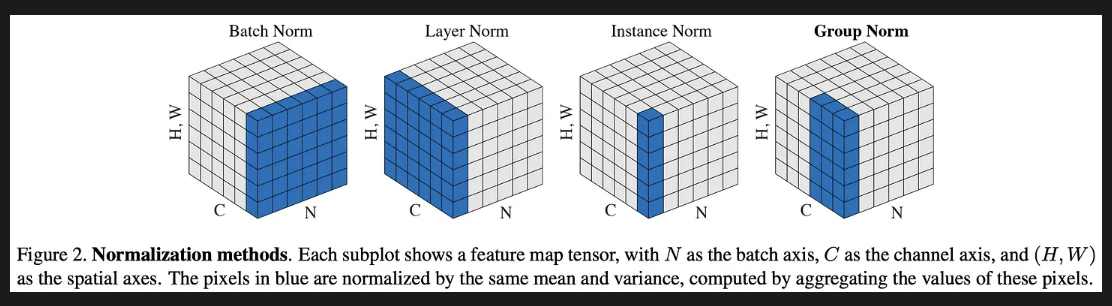 Batch Norm
Layer Norm
Instance Norm
Group Norm
H, W
C
N
H, W
C
N
H, W
C
N
H, W
C
N
Figure 2. Normalization methods. Each subplot shows a feature map tensor, with N as the batch axis, C as the channel axis, and (H, W)
as the spatial axes. The pixels in blue are normalized by the same mean and variance, computed by aggregating the values of these pixels.